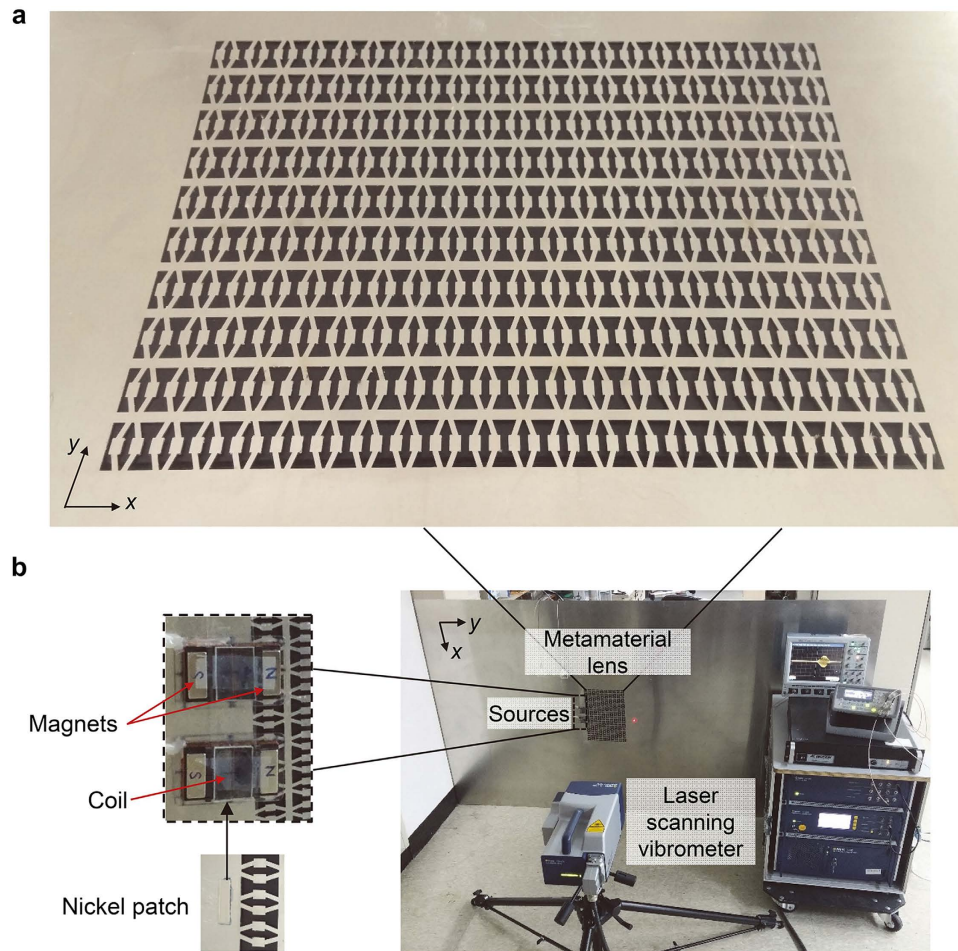 a
y
x
b
y
x
Metamaterial
lens
Sources
S
N
Magnets
S
N
Coil
Laser
scanning
vibrometer
Nickel patch